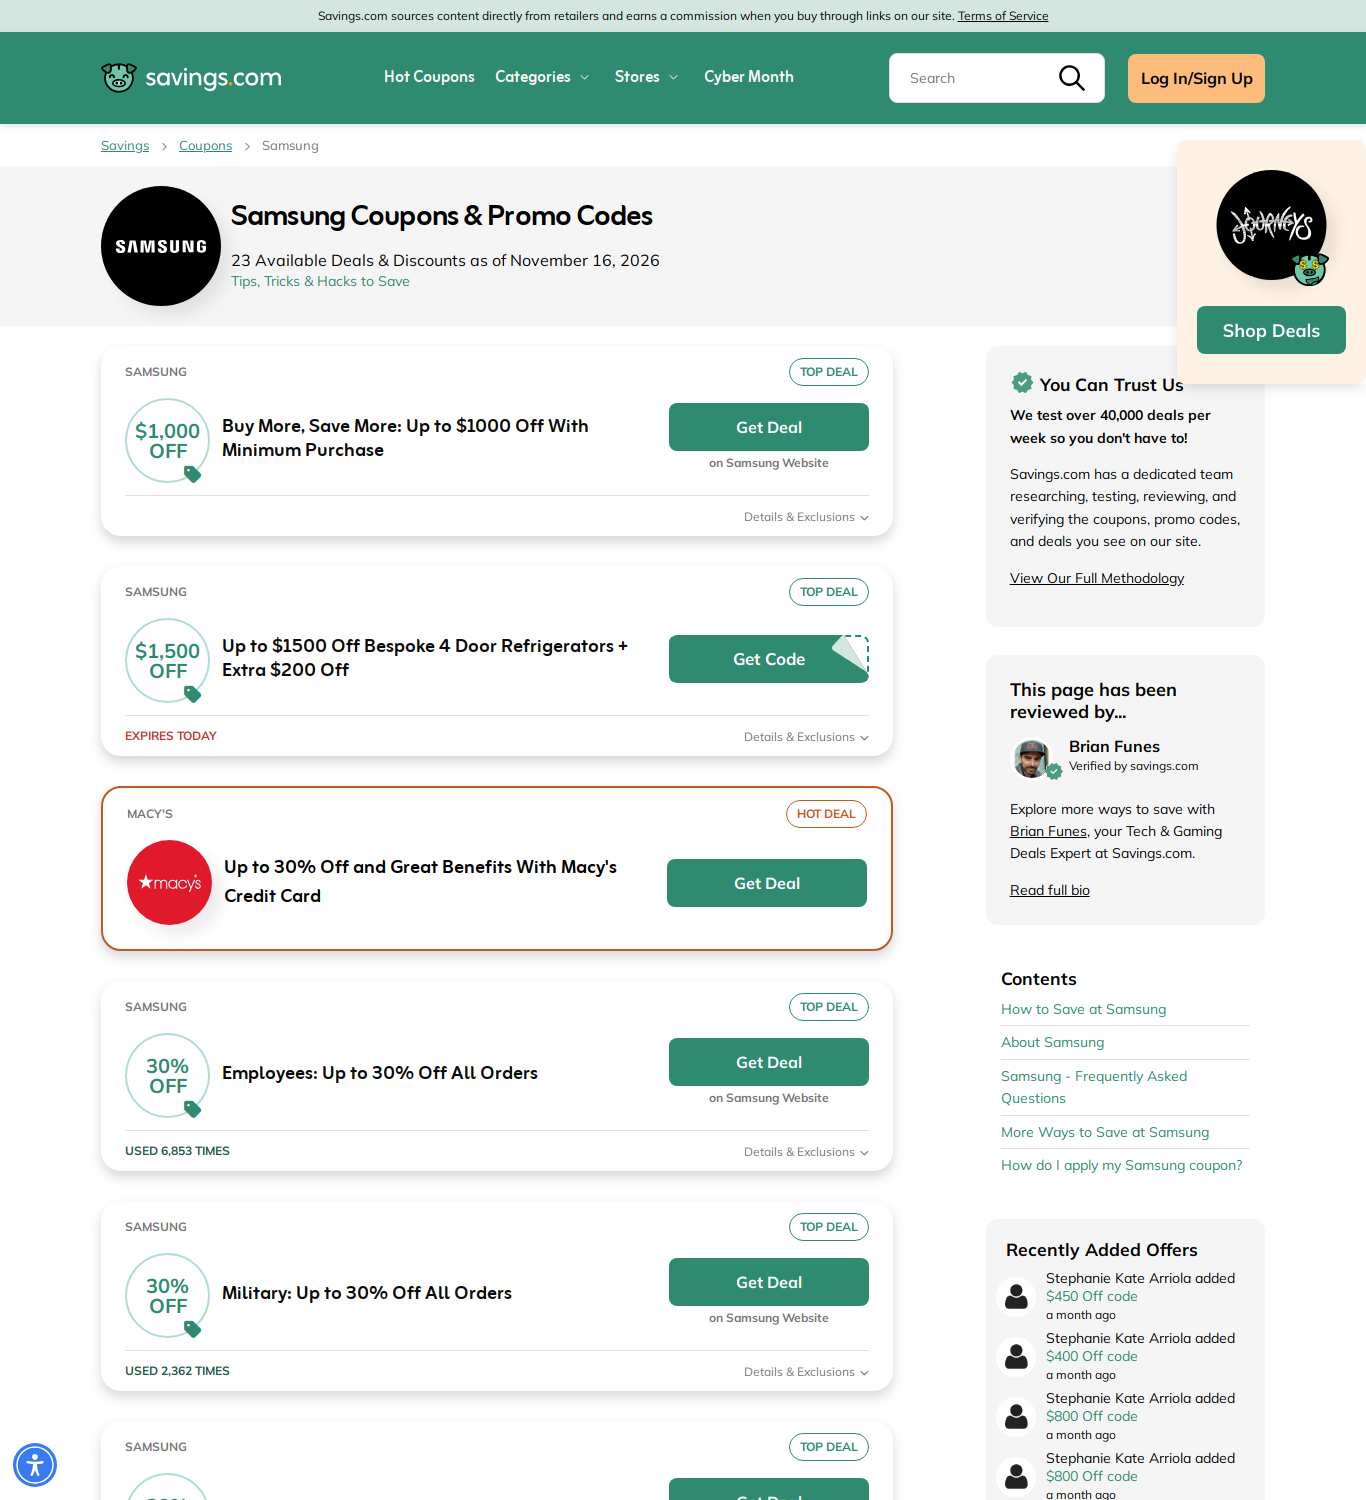 Savings.com sources content directly from retailers and earns a commission when you buy through links on our site. Terms of Service
savings.com
Hot Coupons
Categories
Stores
Cyber Month
Search
Log In/Sign Up
Savings
Coupons
Samsung
SAMSUNG
Samsung Coupons & Promo Codes
23 Available Deals & Discounts as of November 16, 2026
Tips, Tricks & Hacks to Save
JOURNEYS
Shop Deals
SAMSUNG
TOP DEAL
$1,000
OFF
Buy More, Save More: Up to $1000 Off With
Minimum Purchase
Get Deal
on Samsung Website
Details & Exclusions
SAMSUNG
TOP DEAL
$1,500
OFF
Up to $1500 Off Bespoke 4 Door Refrigerators +
Extra $200 Off
Get Code
EXPIRES TODAY
Details & Exclusions
MACY'S
HOT DEAL
macys
Up to 30% Off and Great Benefits With Macy's
Credit Card
Get Deal
SAMSUNG
TOP DEAL
30%
OFF
Employees: Up to 30% Off All Orders
Get Deal
on Samsung Website
USED 6,853 TIMES
Details & Exclusions
SAMSUNG
TOP DEAL
30%
OFF
Military: Up to 30% Off All Orders
Get Deal
on Samsung Website
USED 2,362 TIMES
Details & Exclusions
SAMSUNG
TOP DEAL
You Can Trust Us
We test over 40,000 deals per
week so you don't have to!
Savings.com has a dedicated team
researching, testing, reviewing, and
verifying the coupons, promo codes,
and deals you see on our site.
View Our Full Methodology
This page has been
reviewed by...
Brian Funes
Verified by savings.com
Explore more ways to save with
Brian Funes, your Tech & Gaming
Deals Expert at Savings.com.
Read full bio
Contents
How to Save at Samsung
About Samsung
Samsung - Frequently Asked
Questions
More Ways to Save at Samsung
How do I apply my Samsung coupon?
Recently Added Offers
Stephanie Kate Arriola added
$450 Off code
a month ago
Stephanie Kate Arriola added
$400 Off code
a month ago
Stephanie Kate Arriola added
$800 Off code
a month ago
Stephanie Kate Arriola added
$800 Off code
a month ago